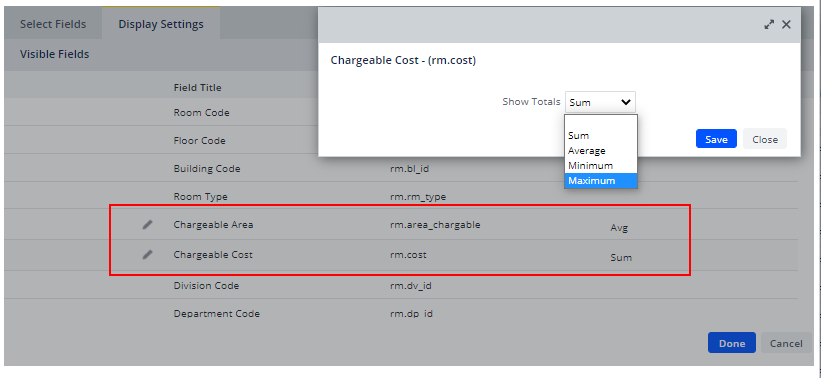 Select Fields Display Settings
Visible Fields
Chargeable Cost - (rm.cost)
Show Totals Sum
Sum
Average
Minimum
Maximum
Save Close
Field Title
Room Code
Floor Code
Building Code rm.bl_id
Room Type rm.rm_type
Chargeable Area rm.area_chargable Avg
Chargeable Cost rm.cost Sum
Division Code rm.dv_id
Department Code rm.dp_id
Done Cancel